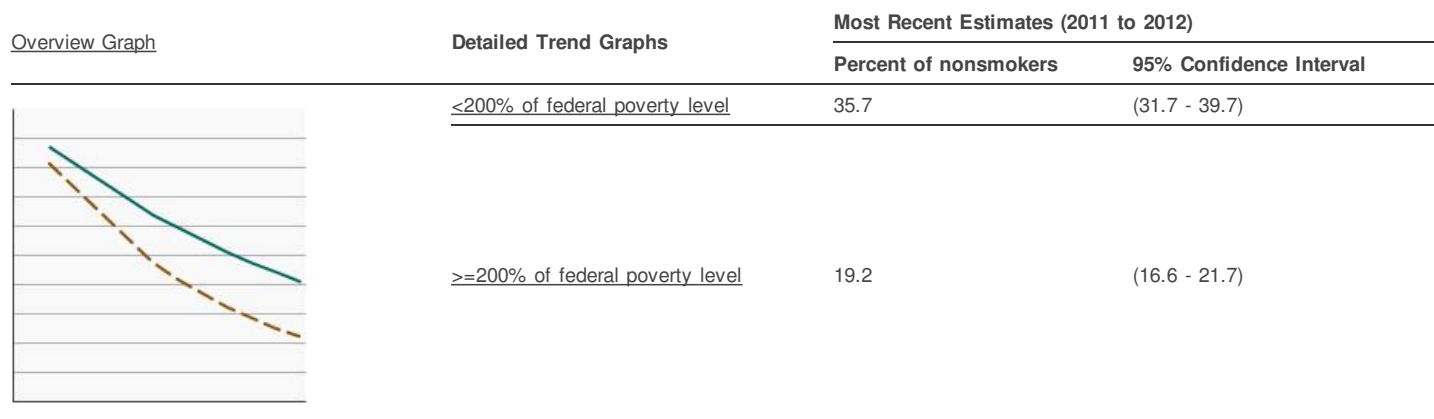 Most Recent Estimates (2011 to 2012)
Overview Graph Detailed Trend Graphs
Percent of nonsmokers 95% Confidence Interval
<200% of federal poverty level 35.7 (31.7 - 39.7)
>=200% of federal poverty level 19.2 (16.6 - 21.7)